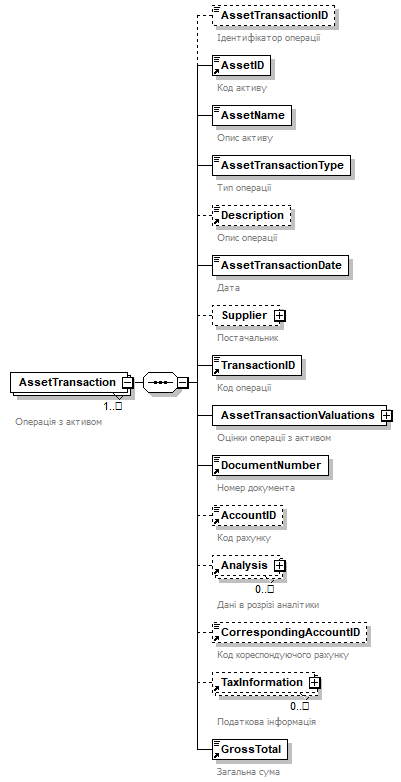 AssetTransactionID
Ідентифікатор операції
AssetID
Код активу
AssetName
Опис активу
AssetTransactionType
Тип операції
Description
Опис операції
AssetTransactionDate
Дата
Supplier
Постачальник
AssetTransaction
1..□
Операція з активом
TransactionID
Код операції
AssetTransactionValuations
Оцінки операції з активом
DocumentNumber
Номер документа
AccountID
Код рахунку
Analysis
0..□
Дані в розрізі аналітики
CorrespondingAccountID
Код кореспондуючого рахунку
TaxInformation
0..□
Податкова інформація
GrossTotal
Загальна сума